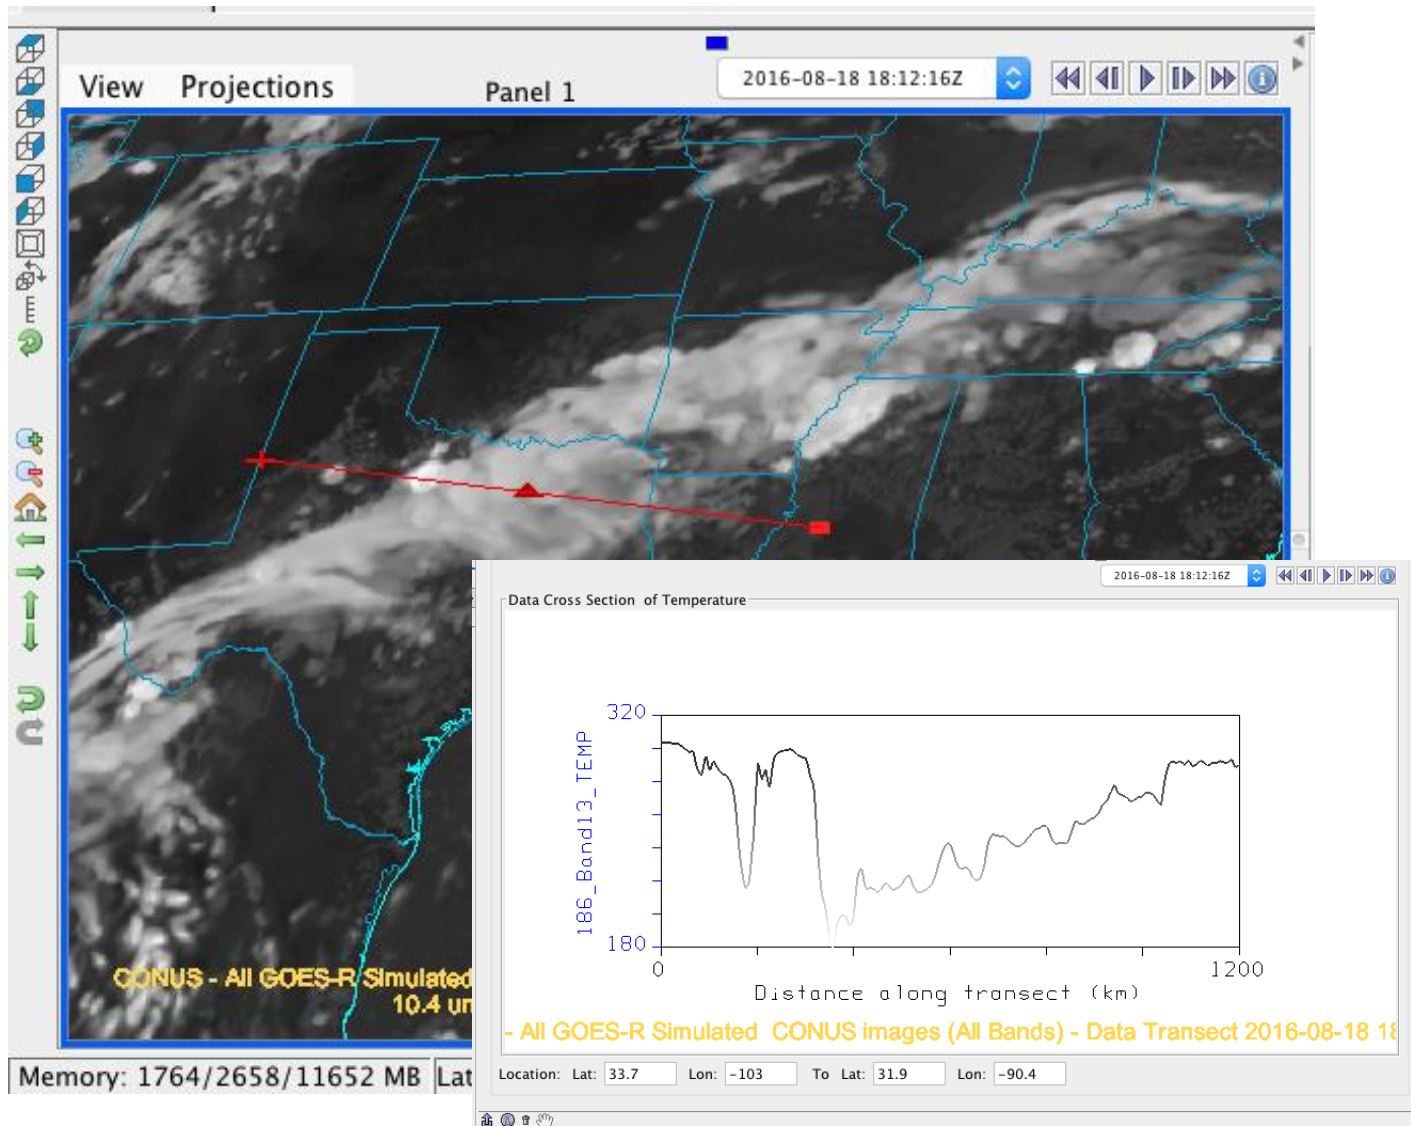 View Projections Panel 1 2016-08-18 18:12:16Z
CONUS - All GOES-R Simulated
10.4 um
Memory: 1764/2658/11652 MB Lat
2016-08-18 18:12:16Z
Data Cross Section of Temperature
320
186_Band13_TEMP
180
0 1200
Distance along transect (km)
- All GOES-R Simulated CONUS images (All Bands) - Data Transect 2016-08-18 18
Location: Lat: 33.7 Lon: -103 To Lat: 31.9 Lon: -90.4